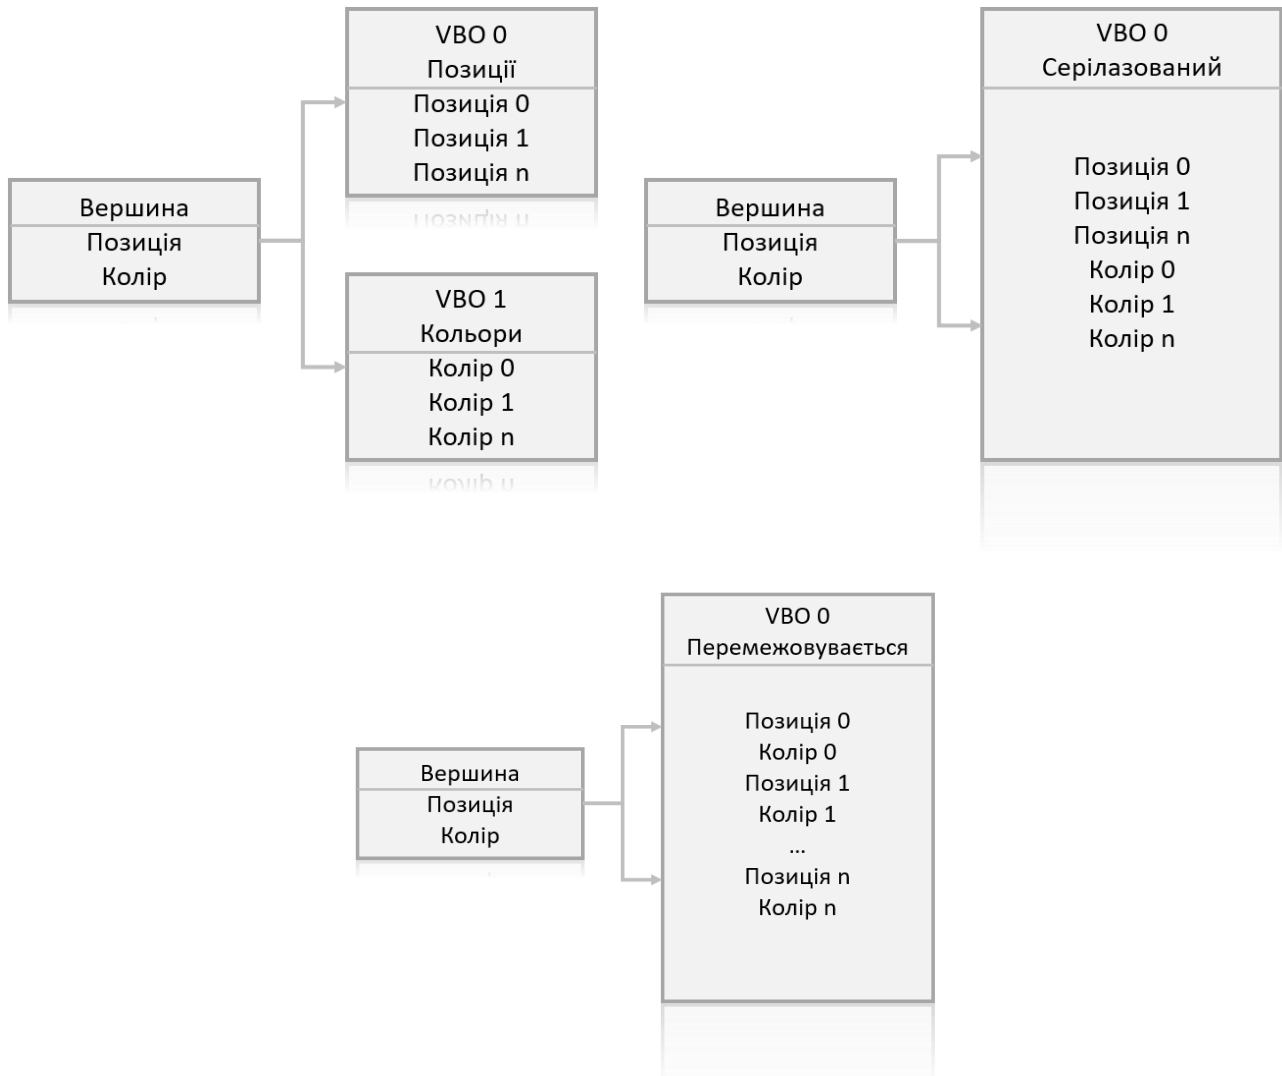 Вершина
Позиція
Колір
VBO 0
Позиції
Позиція 0
Позиція 1
Позиція n
VBO 1
Кольори
Колір 0
Колір 1
Колір n
Вершина
Позиція
Колір
VBO 0
Серілазований
Позиція 0
Позиція 1
Позиція n
Колір 0
Колір 1
Колір n
Вершина
Позиція
Колір
VBO 0
Перемежовувається
Позиція 0
Колір 0
Позиція 1
Колір 1
...
Позиція n
Колір n